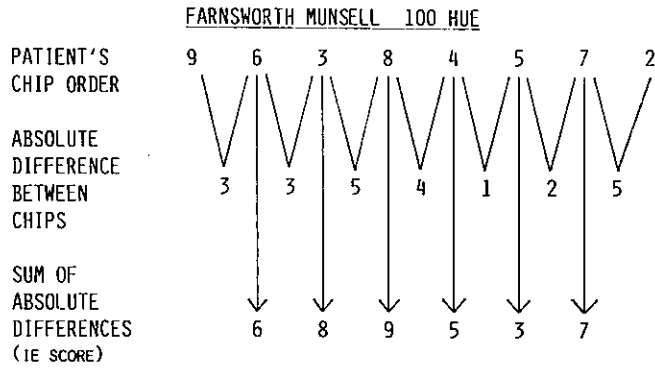 FARNSWORTH MUNSELL 100 HUE
PATIENT'S 9 6 3 8 4 5 7 2
CHIP ORDER
ABSOLUTE
DIFFERENCE
BETWEEN 3 3 5 4 1 2 5
CHIPS
SUM OF
ABSOLUTE
DIFFERENCES 6 8 9 5 3 7
(IE SCORE)